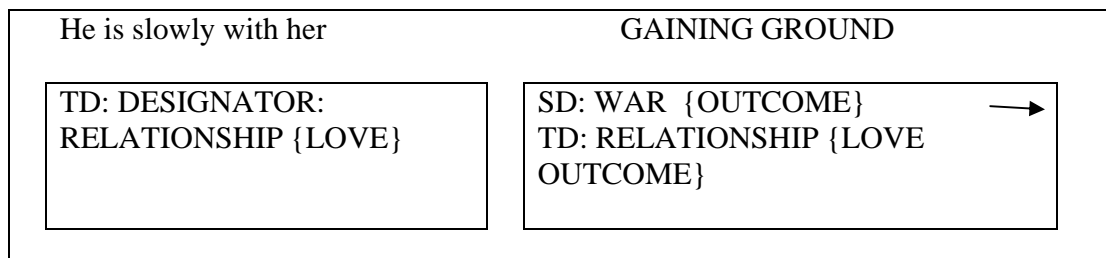 He is slowly with her
GAINING GROUND
TD: DESIGNATOR:
RELATIONSHIP {LOVE}
SD: WAR {OUTCOME}
TD: RELATIONSHIP {LOVE
OUTCOME}